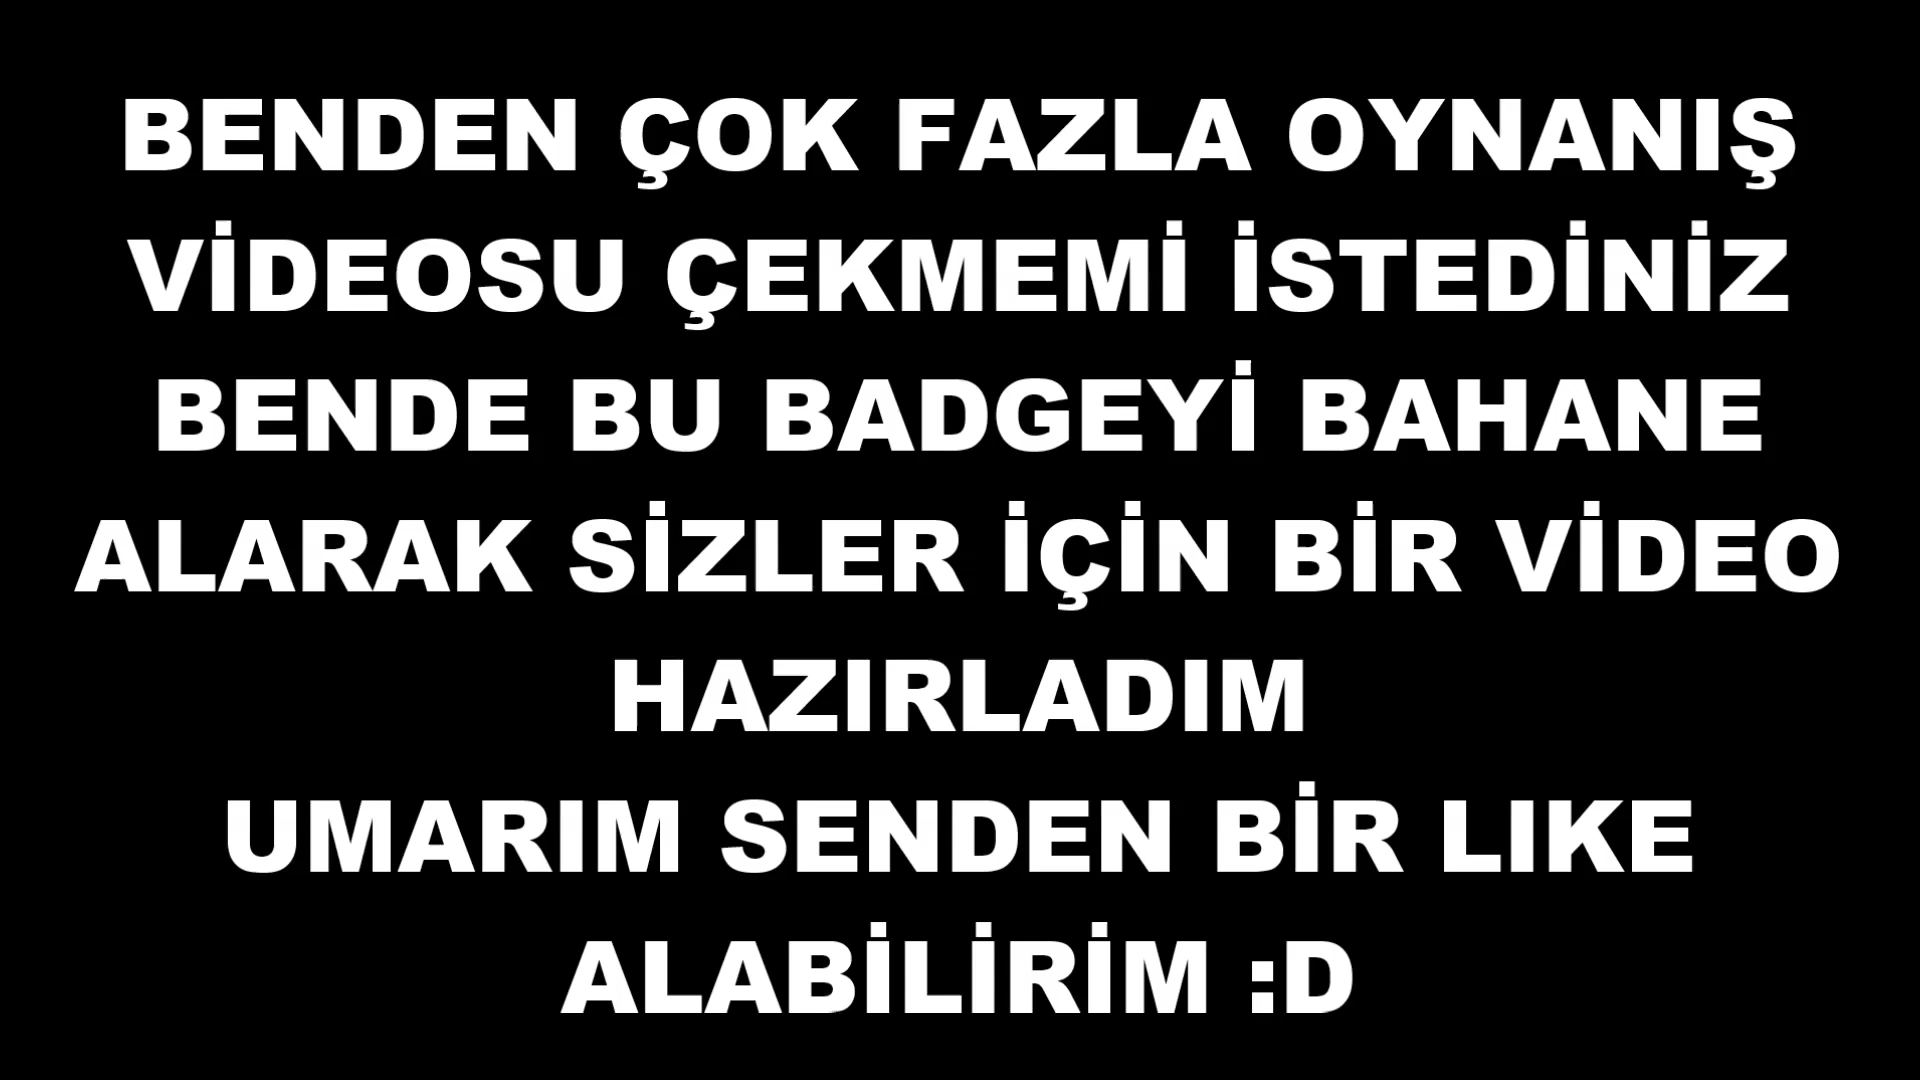 BENDEN ÇOK FAZLA OYNANIŞ
VİDEOSU ÇEKMEMİ İSTEDİNİZ
BENDE BU BADGEYİ BAHANE
ALARAK SİZLER İÇİN BİR VİDEO
HAZIRLADIM
UMARIM SENDEN BİR LIKE
ALABİLİRİM :D